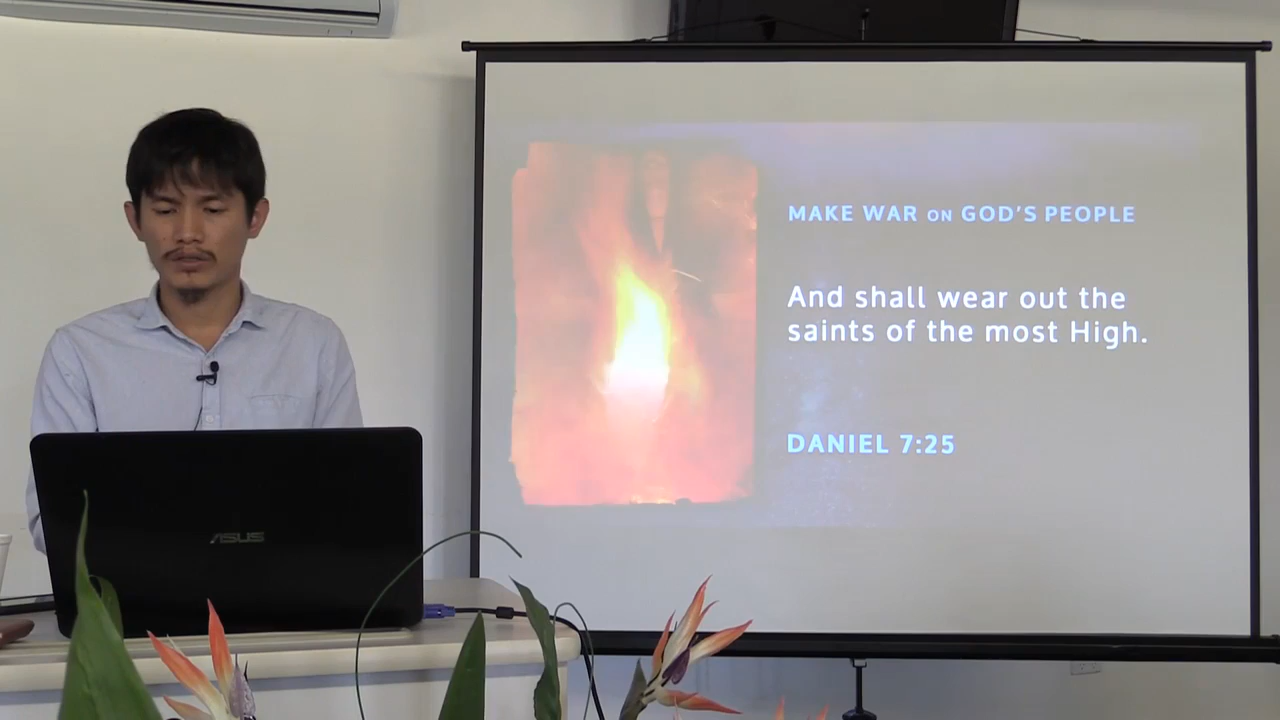 MAKE WAR ON GOD'S PEOPLE
And shall wear out the
saints of the most High.
DANIEL 7:25
ASUS